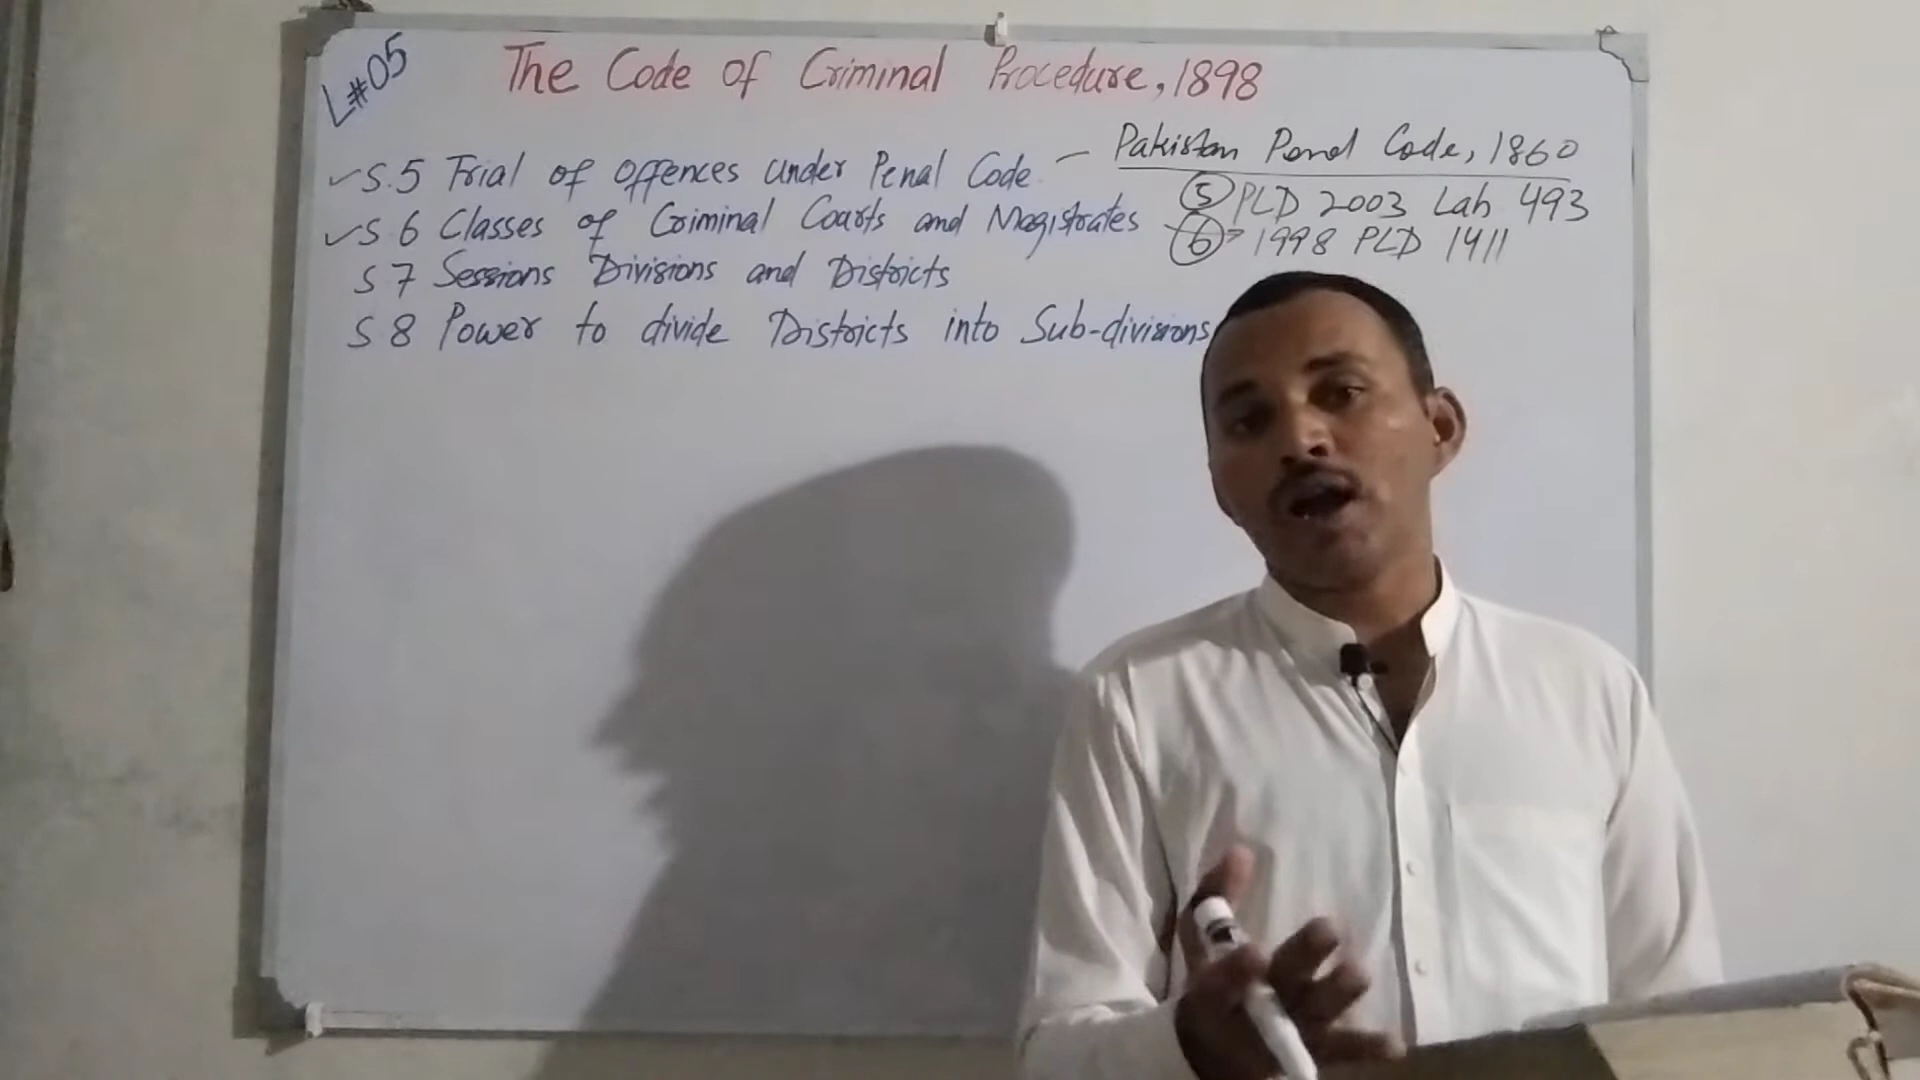 L#05
The Code of Criminal Procedure, 1898
✓S.5 Trial of Offences Under Penal Code - Pakistan Penal Code, 1860
⑤ PLD 2003 Lah 493
✓S 6 Classes of Criminal Courts and Magistrates
⑥→ 1998 PLD 1411
S 7 Sessions Divisions and Districts
S 8 Power to divide Districts into Sub-divisions